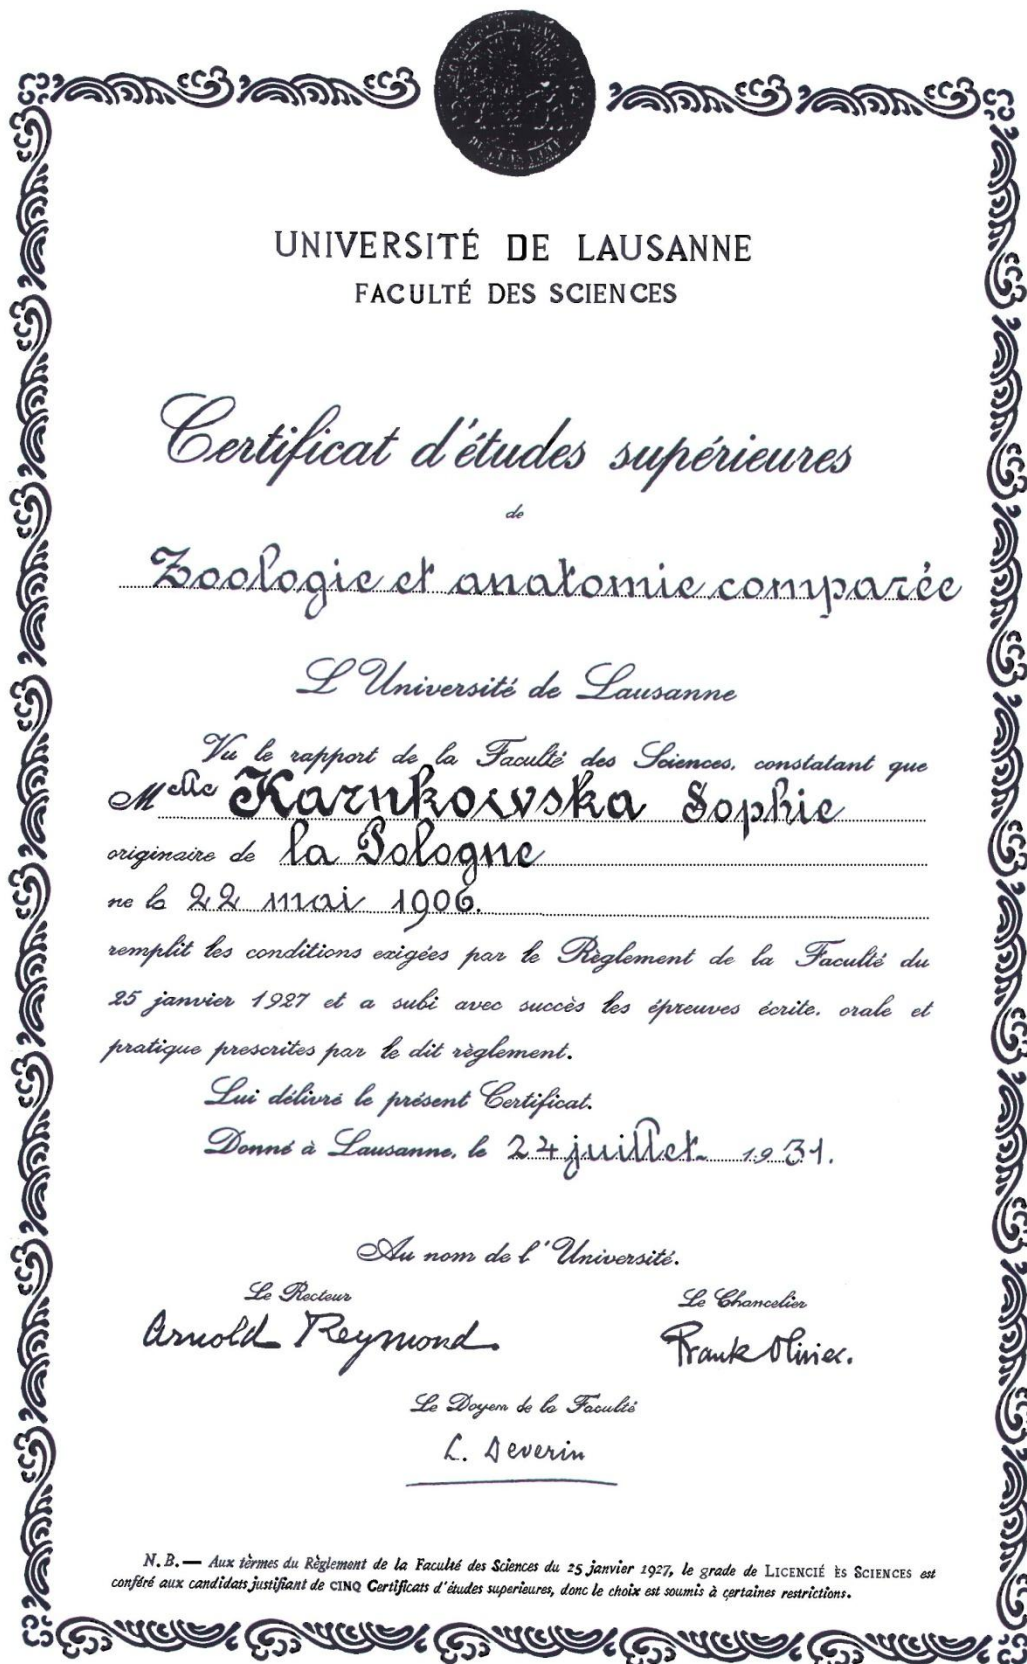 UNIVERSITÉ DE LAUSANNE
FACULTÉ DES SCIENCES
Certificat d'études supérieures
de
Zoologie et anatomie comparée
L'Université de Lausanne
Vu le rapport de la Faculté des Sciences, constatant que
Melle Karnkowska Sophie
originaire de la Pologne
ne le 22 mai 1906.
remplit les conditions exigées par le Règlement de la Faculté du
25 janvier 1927 et a subi avec succès les épreuves écrite, orale et
pratique prescrites par le dit règlement.
Lui délivre le présent Certificat.
Donné à Lausanne, le 24 juillet 1931.
Au nom de l'Université.
Le Recteur
Le Chancelier
Arnold Reymond.
Frank Olivier.
Le Doyen de la Faculté
L. Déverin
N.B.— Aux tèrmes du Règlement de la Faculté des Sciences du 25 janvier 1927, le grade de LICENCIÉ ÈS SCIENCES est
conféré aux candidats justifiant de CINQ Certificats d'études superieures, donc le choix est soumis à certaines restrictions.